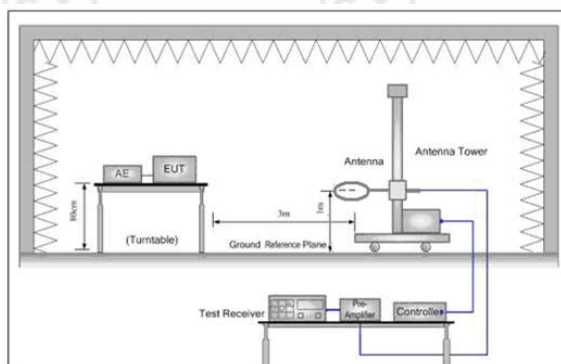 Antenna Tower
Antenna
AE
EUT
80cm
(Turntable)
3m
1m
Ground Reference Plane
Test Receiver
Pre-
Amplifier
Controller